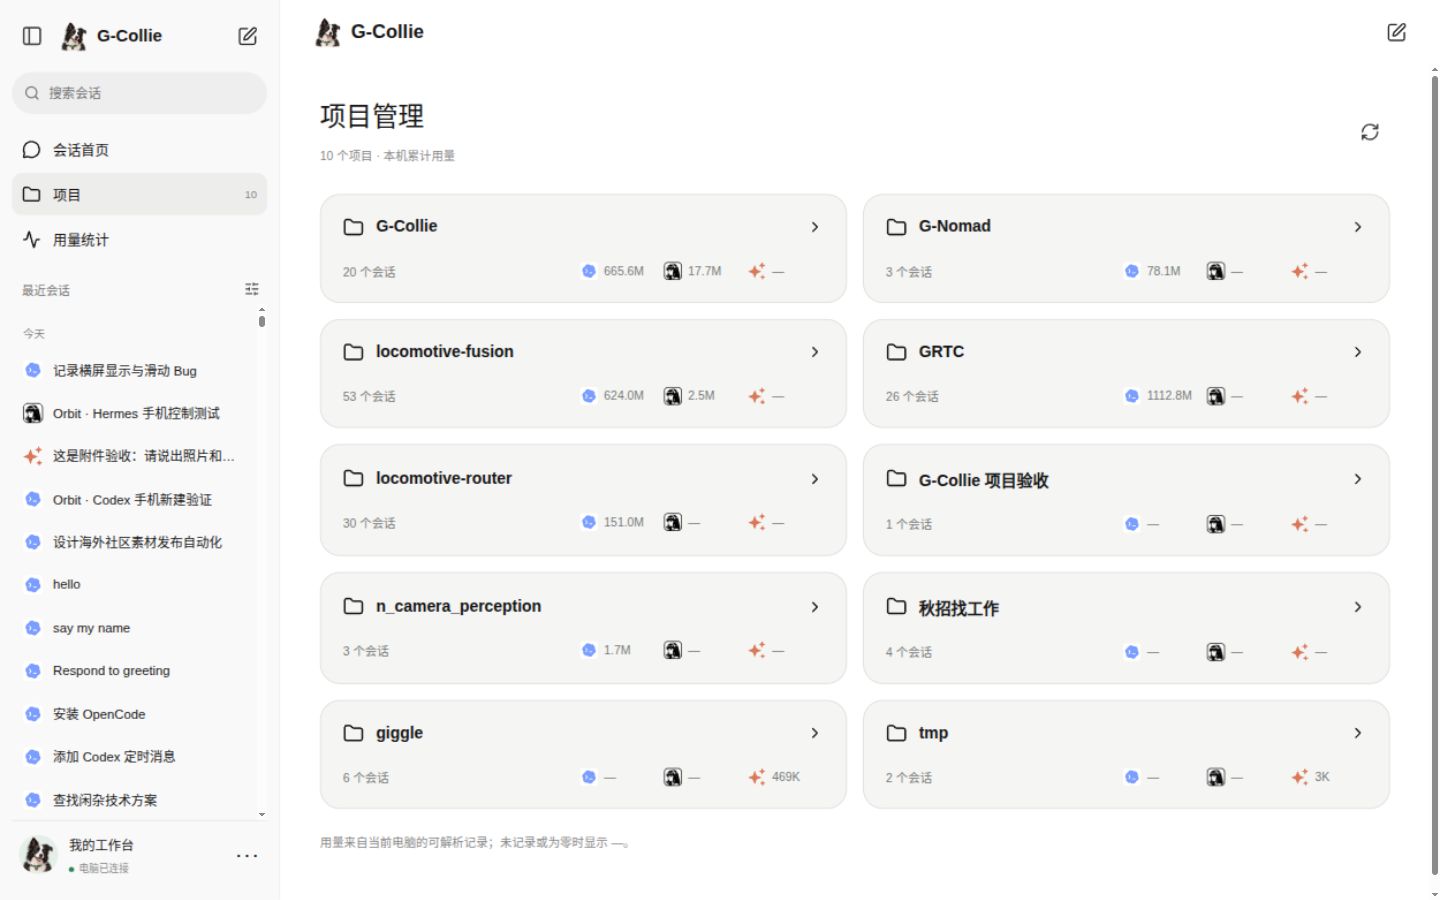 G-Collie
搜索会话
会话首页
项目 10
用量统计
最近会话
今天
记录横屏显示与滑动 Bug
Orbit · Hermes 手机控制测试
这是附件验收：请说出照片和...
Orbit · Codex 手机新建验证
设计海外社区素材发布自动化
hello
say my name
Respond to greeting
安装 OpenCode
添加 Codex 定时消息
查找闲杂技术方案
我的工作台
电脑已连接
G-Collie
项目管理
10 个项目 · 本机累计用量
G-Collie
20 个会话 665.6M 17.7M —
G-Nomad
3 个会话 78.1M — —
locomotive-fusion
53 个会话 624.0M 2.5M —
GRTC
26 个会话 1112.8M — —
locomotive-router
30 个会话 151.0M — —
G-Collie 项目验收
1 个会话 — — —
n_camera_perception
3 个会话 1.7M — —
秋招找工作
4 个会话 — — —
giggle
6 个会话 — — 469K
tmp
2 个会话 — — 3K
用量来自当前电脑的可解析记录；未记录或为零时显示 —。